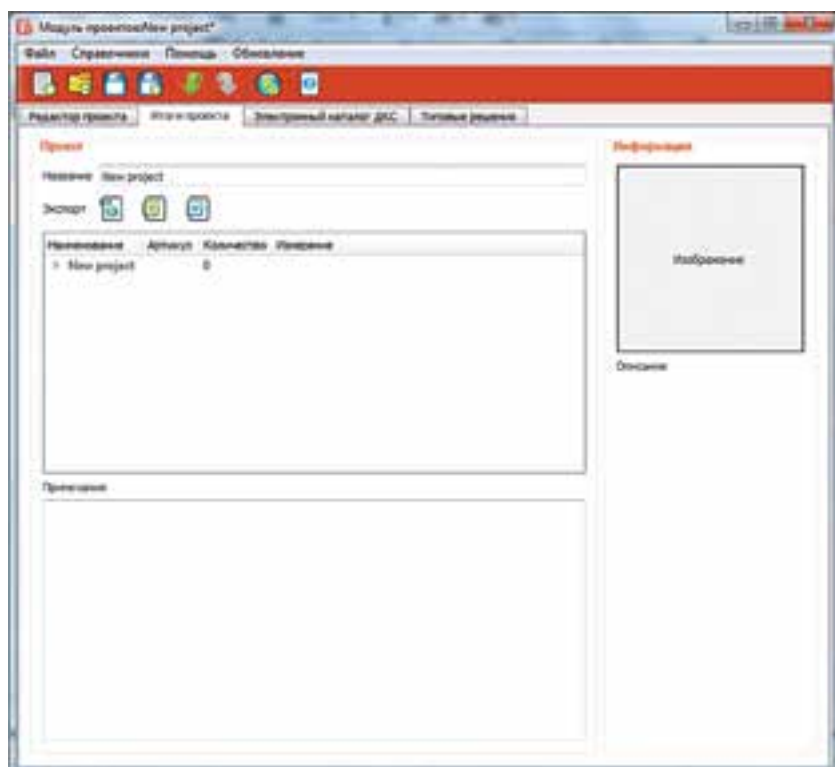 Модуль проектов:New project*
Файл Справочники Помощь Обновление
Редактор проекта Итоги проекта Электронный каталог ДКС Типовые решения
Проект
Информация
Название New project
Экспорт
Наименование Артикул Количество Измерение
New project 0
Изображение
Описание
Примечание